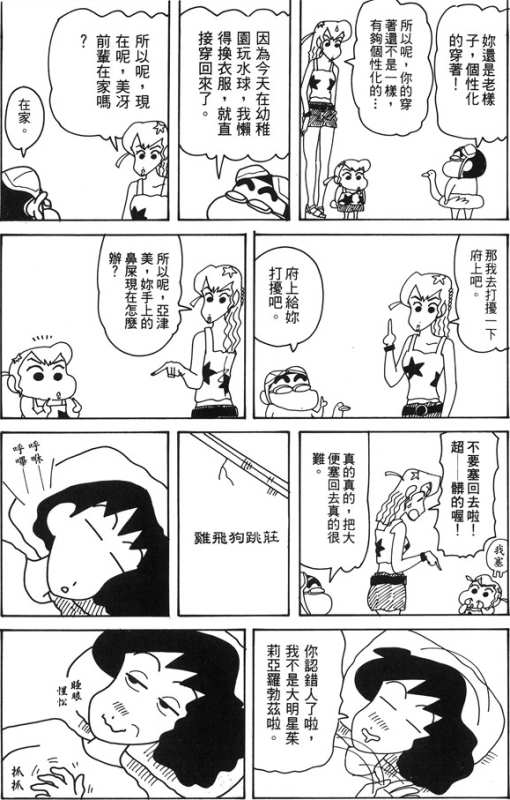 妳還是老樣
子，個性化
的穿著！
所以呢，你的穿
著還不是一樣，
有夠個性化的…
因為今天在幼稚
園玩水球，我懶
得換衣服，就直
接穿回來了。
所以呢，現
在呢，美冴
前輩在家嗎
？
在家。
那我去打擾一下
府上吧。
府上給妳
打擾吧。
所以呢，亞津
美，妳手上的
鼻屎現在怎麼
辦？
不要塞回去啦！
超──髒的喔！
我塞
真的真的，把大
便塞回去真的很
難。
雞飛狗跳莊
呼咻
呼嚕
你認錯人了啦，
我不是大明星茱
莉亞羅勃茲啦。
睡眼
惺忪
抓抓